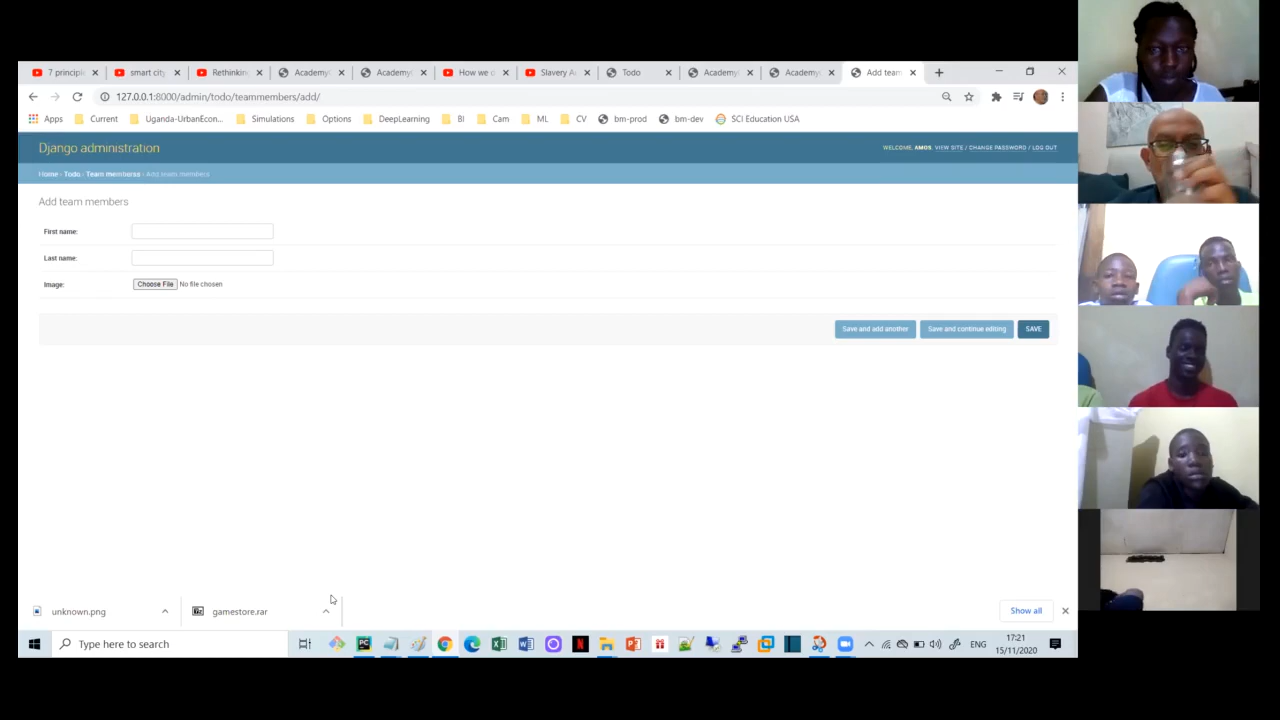 7 principle
smart city
Rethinkin
Academy
Academy
How we d
Slavery A
Todo
Academy
Academy
Add team
127.0.0.1:8000/admin/todo/teammembers/add/
Apps Current Uganda-UrbanEcon... Simulations Options DeepLearning BI Cam ML CV bm-prod bm-dev SCI Education USA
Django administration
WELCOME, AMOS. VIEW SITE / CHANGE PASSWORD / LOG OUT
Home › Todo › Team memberss › Add team members
Add team members
First name:
Last name:
Image: Choose File No file chosen
Save and add another Save and continue editing SAVE
unknown.png gamestore.rar Show all
Type here to search
ENG
17:21
15/11/2020